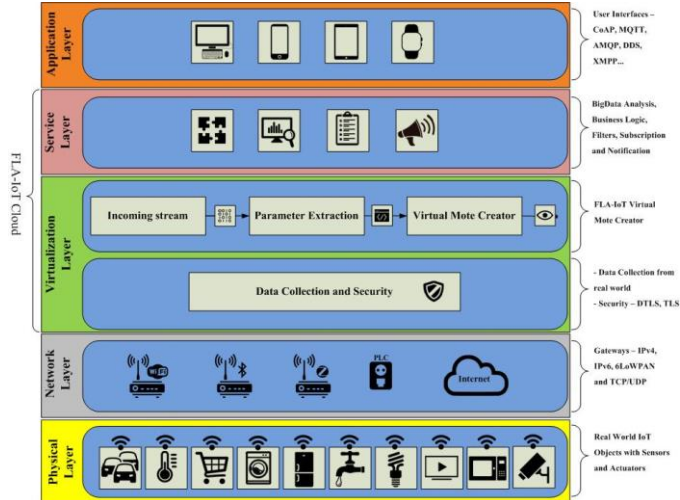 Application
Layer
User Interfaces –
CoAP, MQTT,
AMQP, DDS,
XMPP...
FLA-IoT Cloud
Service
Layer
BigData Analysis,
Business Logic,
Filters, Subscription
and Notification
Virtualization
Layer
Incoming stream
Parameter Extraction
Virtual Mote Creator
FLA-IoT Virtual
Mote Creator
Data Collection and Security
- Data Collection from
real world
- Security – DTLS, TLS
Network
Layer
PLC
Internet
Gateways – IPv4,
IPv6, 6LoWPAN
and TCP/UDP
Physical
Layer
Real World IoT
Objects with Sensors
and Actuators